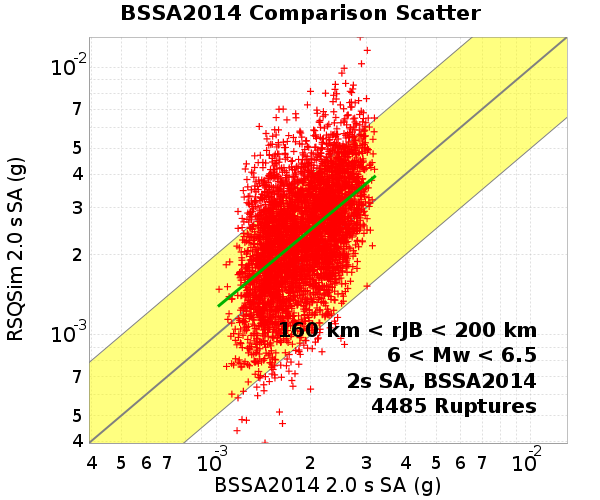 BSSA2014 Comparison Scatter
RSQSim 2.0 s SA (g)
10-2
7
5
4
3
2
10-3
7
5
4
160 km < rJB < 200 km
6 < Mw < 6.5
2s SA, BSSA2014
4485 Ruptures
4 5 6 7 10-3 2 3 4 5 6 7 10-2
BSSA2014 2.0 s SA (g)